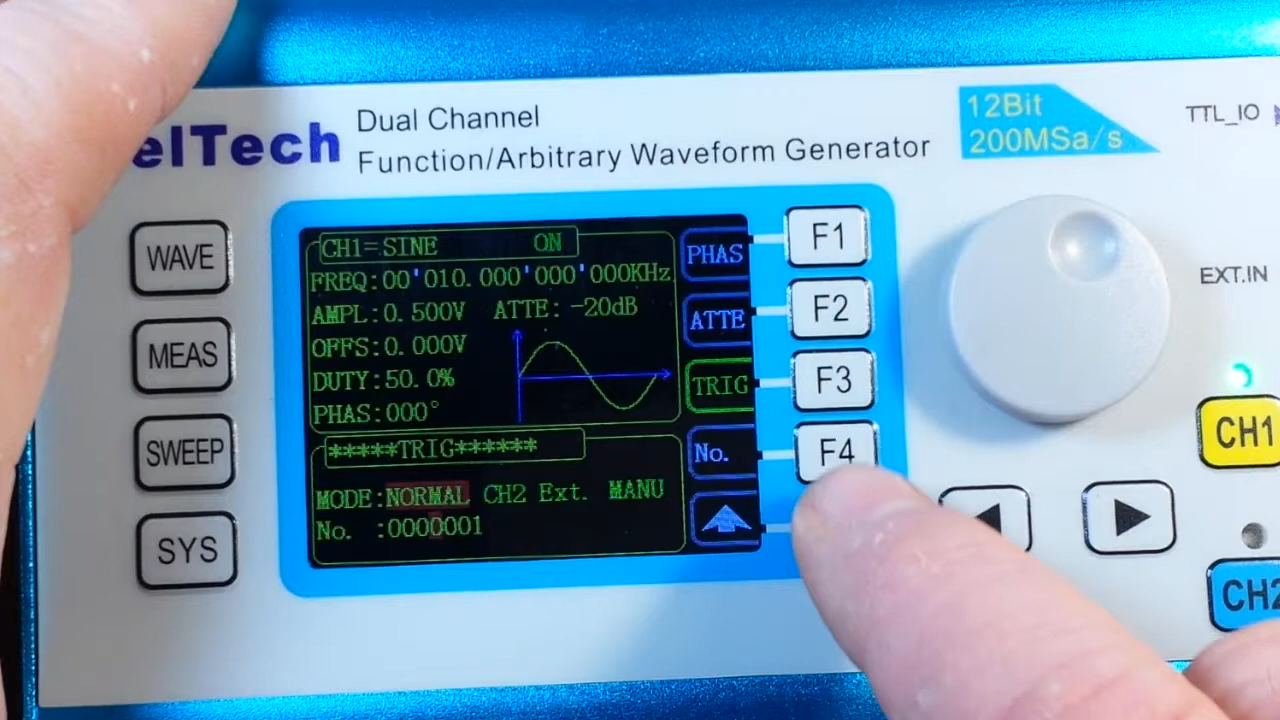 elTech
Dual Channel
Function/Arbitrary Waveform Generator
12Bit
200MSa/s
TTL_IO
WAVE
MEAS
SWEEP
SYS
CH1=SINE ON
FREQ:00'010.000'000'000KHz
AMPL:0.500V ATTE:-20dB
OFFS:0.000V
DUTY:50.0%
PHAS:000°
*****TRIG******
MODE:NORMAL CH2 Ext. MANU
No. :0000001
PHAS
ATTE
TRIG
No.
F1
F2
F3
F4
EXT.IN
CH1
CH2